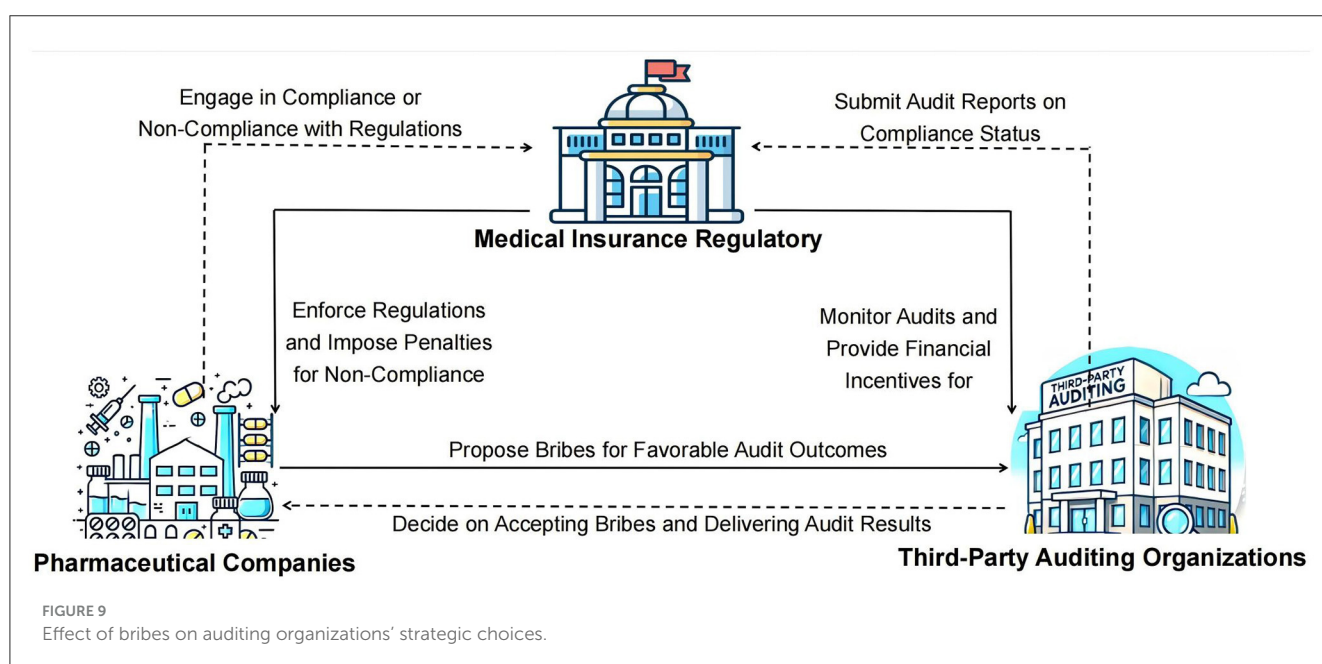 Engage in Compliance or
Non-Compliance with Regulations
Submit Audit Reports on
Compliance Status
Medical Insurance Regulatory
Enforce Regulations
and Impose Penalties
for Non-Compliance
Monitor Audits and
Provide Financial
Incentives for
THIRD-PARTY
AUDITING
Propose Bribes for Favorable Audit Outcomes
Decide on Accepting Bribes and Delivering Audit Results
Pharmaceutical Companies
Third-Party Auditing Organizations
FIGURE 9
Effect of bribes on auditing organizations’ strategic choices.